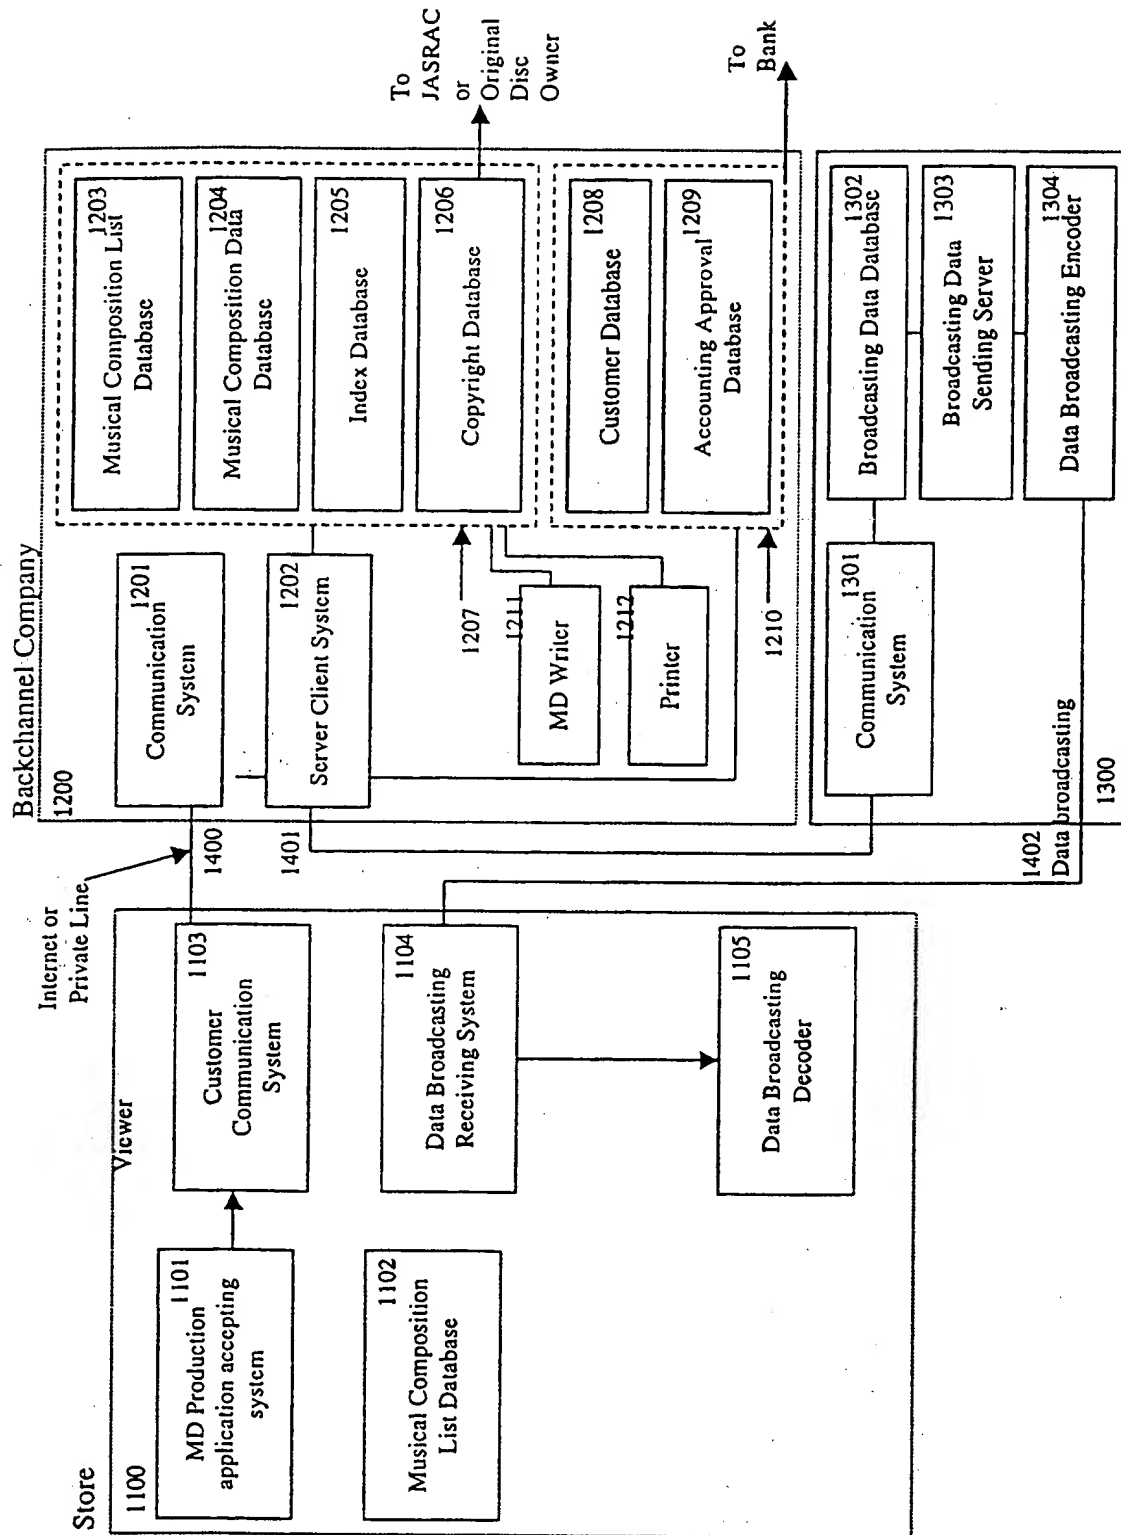 Store
1100
MD Production
application accepting
system
1101
Musical Composition
List Database
1102
Viewer
Customer
Communication
System
1103
Data Broadcasting
Receiving System
1104
Data Broadcasting
Decoder
1105
Internet or
Private Line
1400
1401
1402
Data broadcasting
Backchannel Company
1200
Communication
System
1201
Server Client System
1202
Musical Composition List
Database
1203
Musical Composition Data
Database
1204
Index Database
1205
Copyright Database
1206
1207
MD Writer
1211
Printer
1212
Customer Database
1208
Accounting Approval
Database
1209
1210
To
JASRAC
or
Original
Disc
Owner
To
Bank
1300
Communication
System
1301
Broadcasting Data Database
1302
Broadcasting Data
Sending Server
1303
Data Broadcasting Encoder
1304